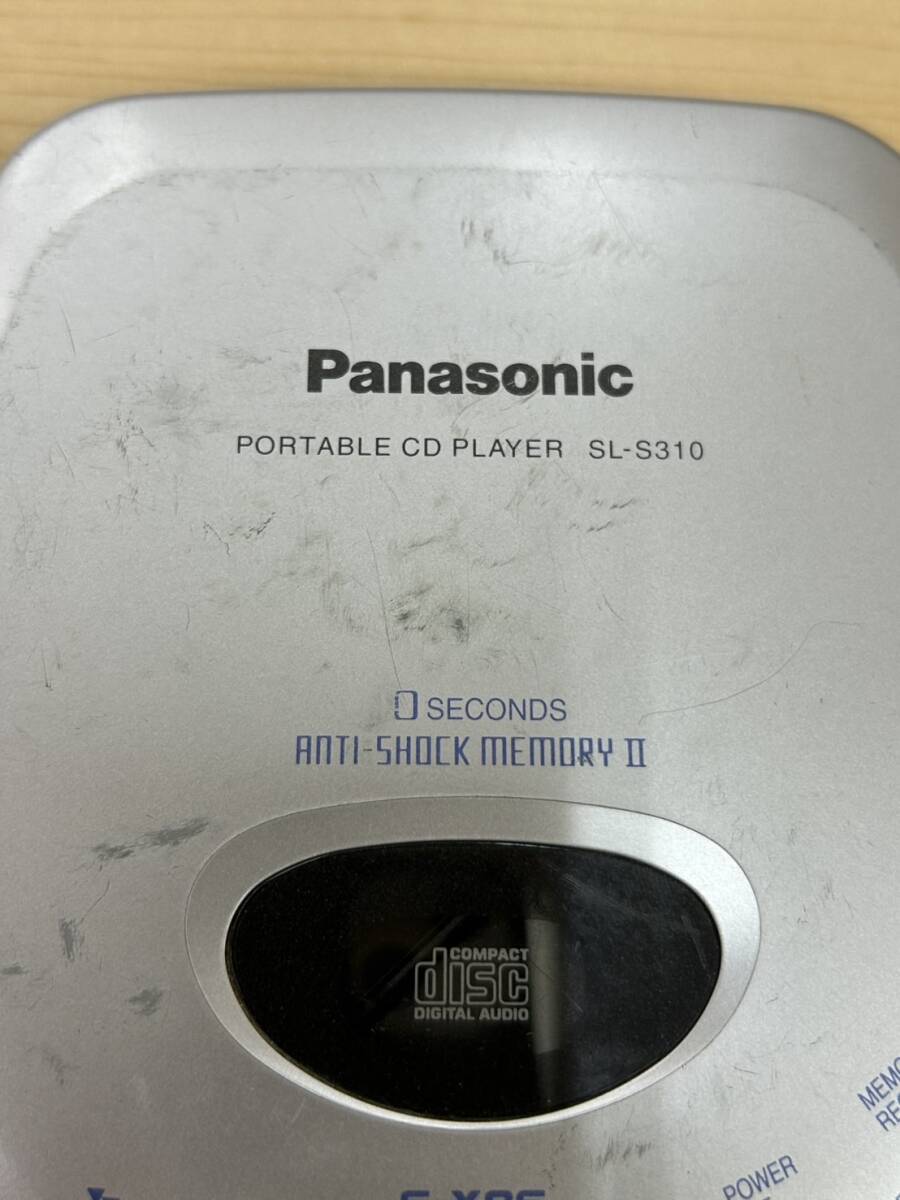 Panasonic
PORTABLE CD PLAYER SL-S310
SECONDS
ANTI-SHOCK MEMORY II
COMPACT
disc
DIGITAL AUDIO
POWER